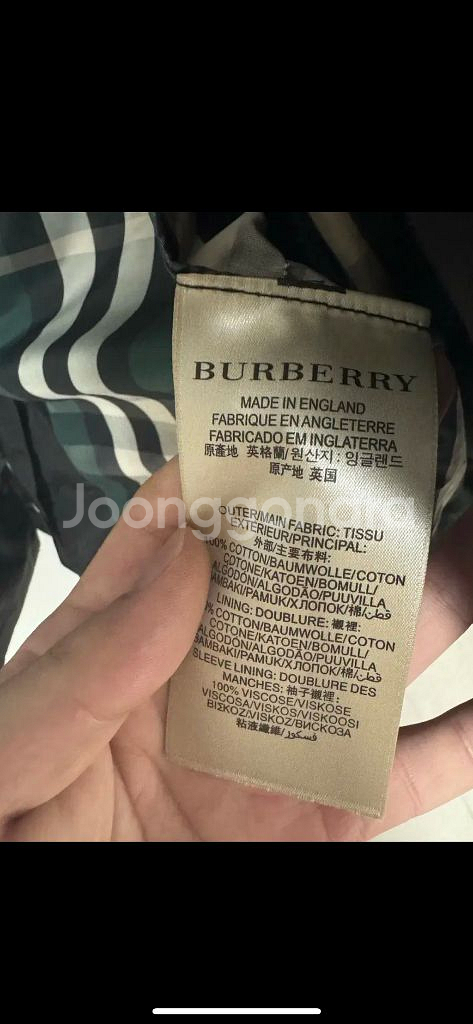 BURBERRY
MADE IN ENGLAND
FABRIQUE EN ANGLETERRE
FABRICADO EM INGLATERRA
原產地 英格蘭/원산지 : 잉글랜드
原产地 英国
Joonggonara
OUTER/MAIN FABRIC: TISSU
EXTERIEUR/PRINCIPAL:
外部/主要布料:
100% COTTON/BAUMWOLLE/COTON
COTONE/KATOEN/BOMULL/
ALGODÓN/ALGODÃO/PUUVILLA
BAMBAKI/PAMUK/ХЛОПОК/棉/قطن
LINING: DOUBLURE: 襯裡:
% COTTON/BAUMWOLLE/COTON
COTONE/KATOEN/BOMULL/
ALGODÓN/ALGODÃO/PUUVILLA
BAMBAKI/PAMUK/ХЛОПОК/棉/قطن
SLEEVE LINING: DOUBLURE DES
MANCHES: 袖子襯裡:
100% VISCOSE/VISKOSE
VISCOSA/VISKOS/VISKOOSI
ΒΙΣΚΟΖ/VISKOZ/ВИСКОЗА
粘液纖維/فسكوز